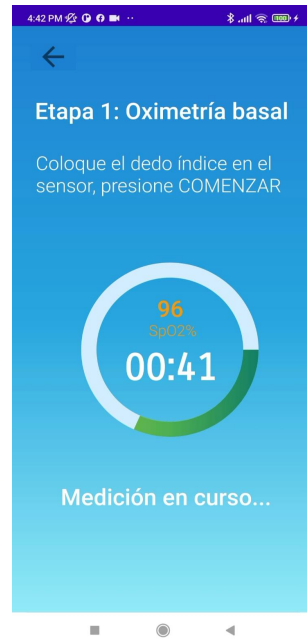 4:42 PM
100
Etapa 1: Oximetría basal
Coloque el dedo índice en el
sensor, presione COMENZAR
96
SpO2%
00:41
Medición en curso...